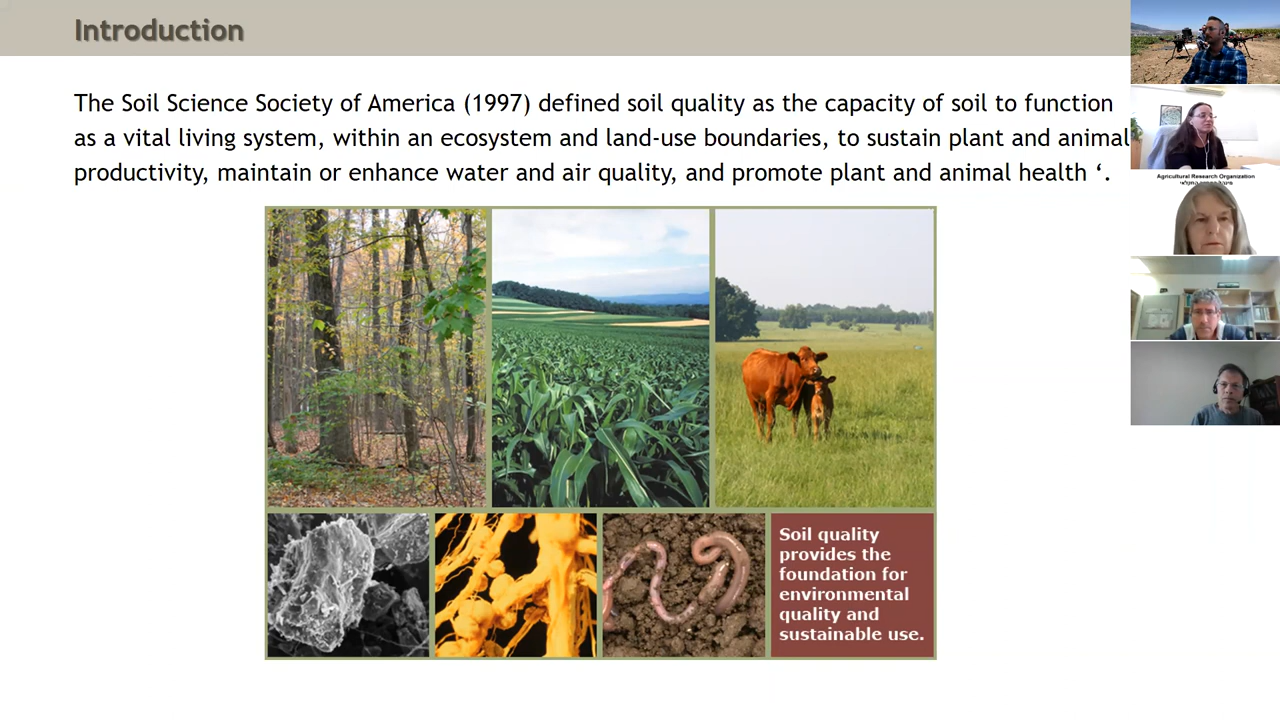 Introduction
The Soil Science Society of America (1997) defined soil quality as the capacity of soil to function
as a vital living system, within an ecosystem and land-use boundaries, to sustain plant and animal
productivity, maintain or enhance water and air quality, and promote plant and animal health ‘.
Soil quality
provides the
foundation for
environmental
quality and
sustainable use.
Agricultural Research Organization